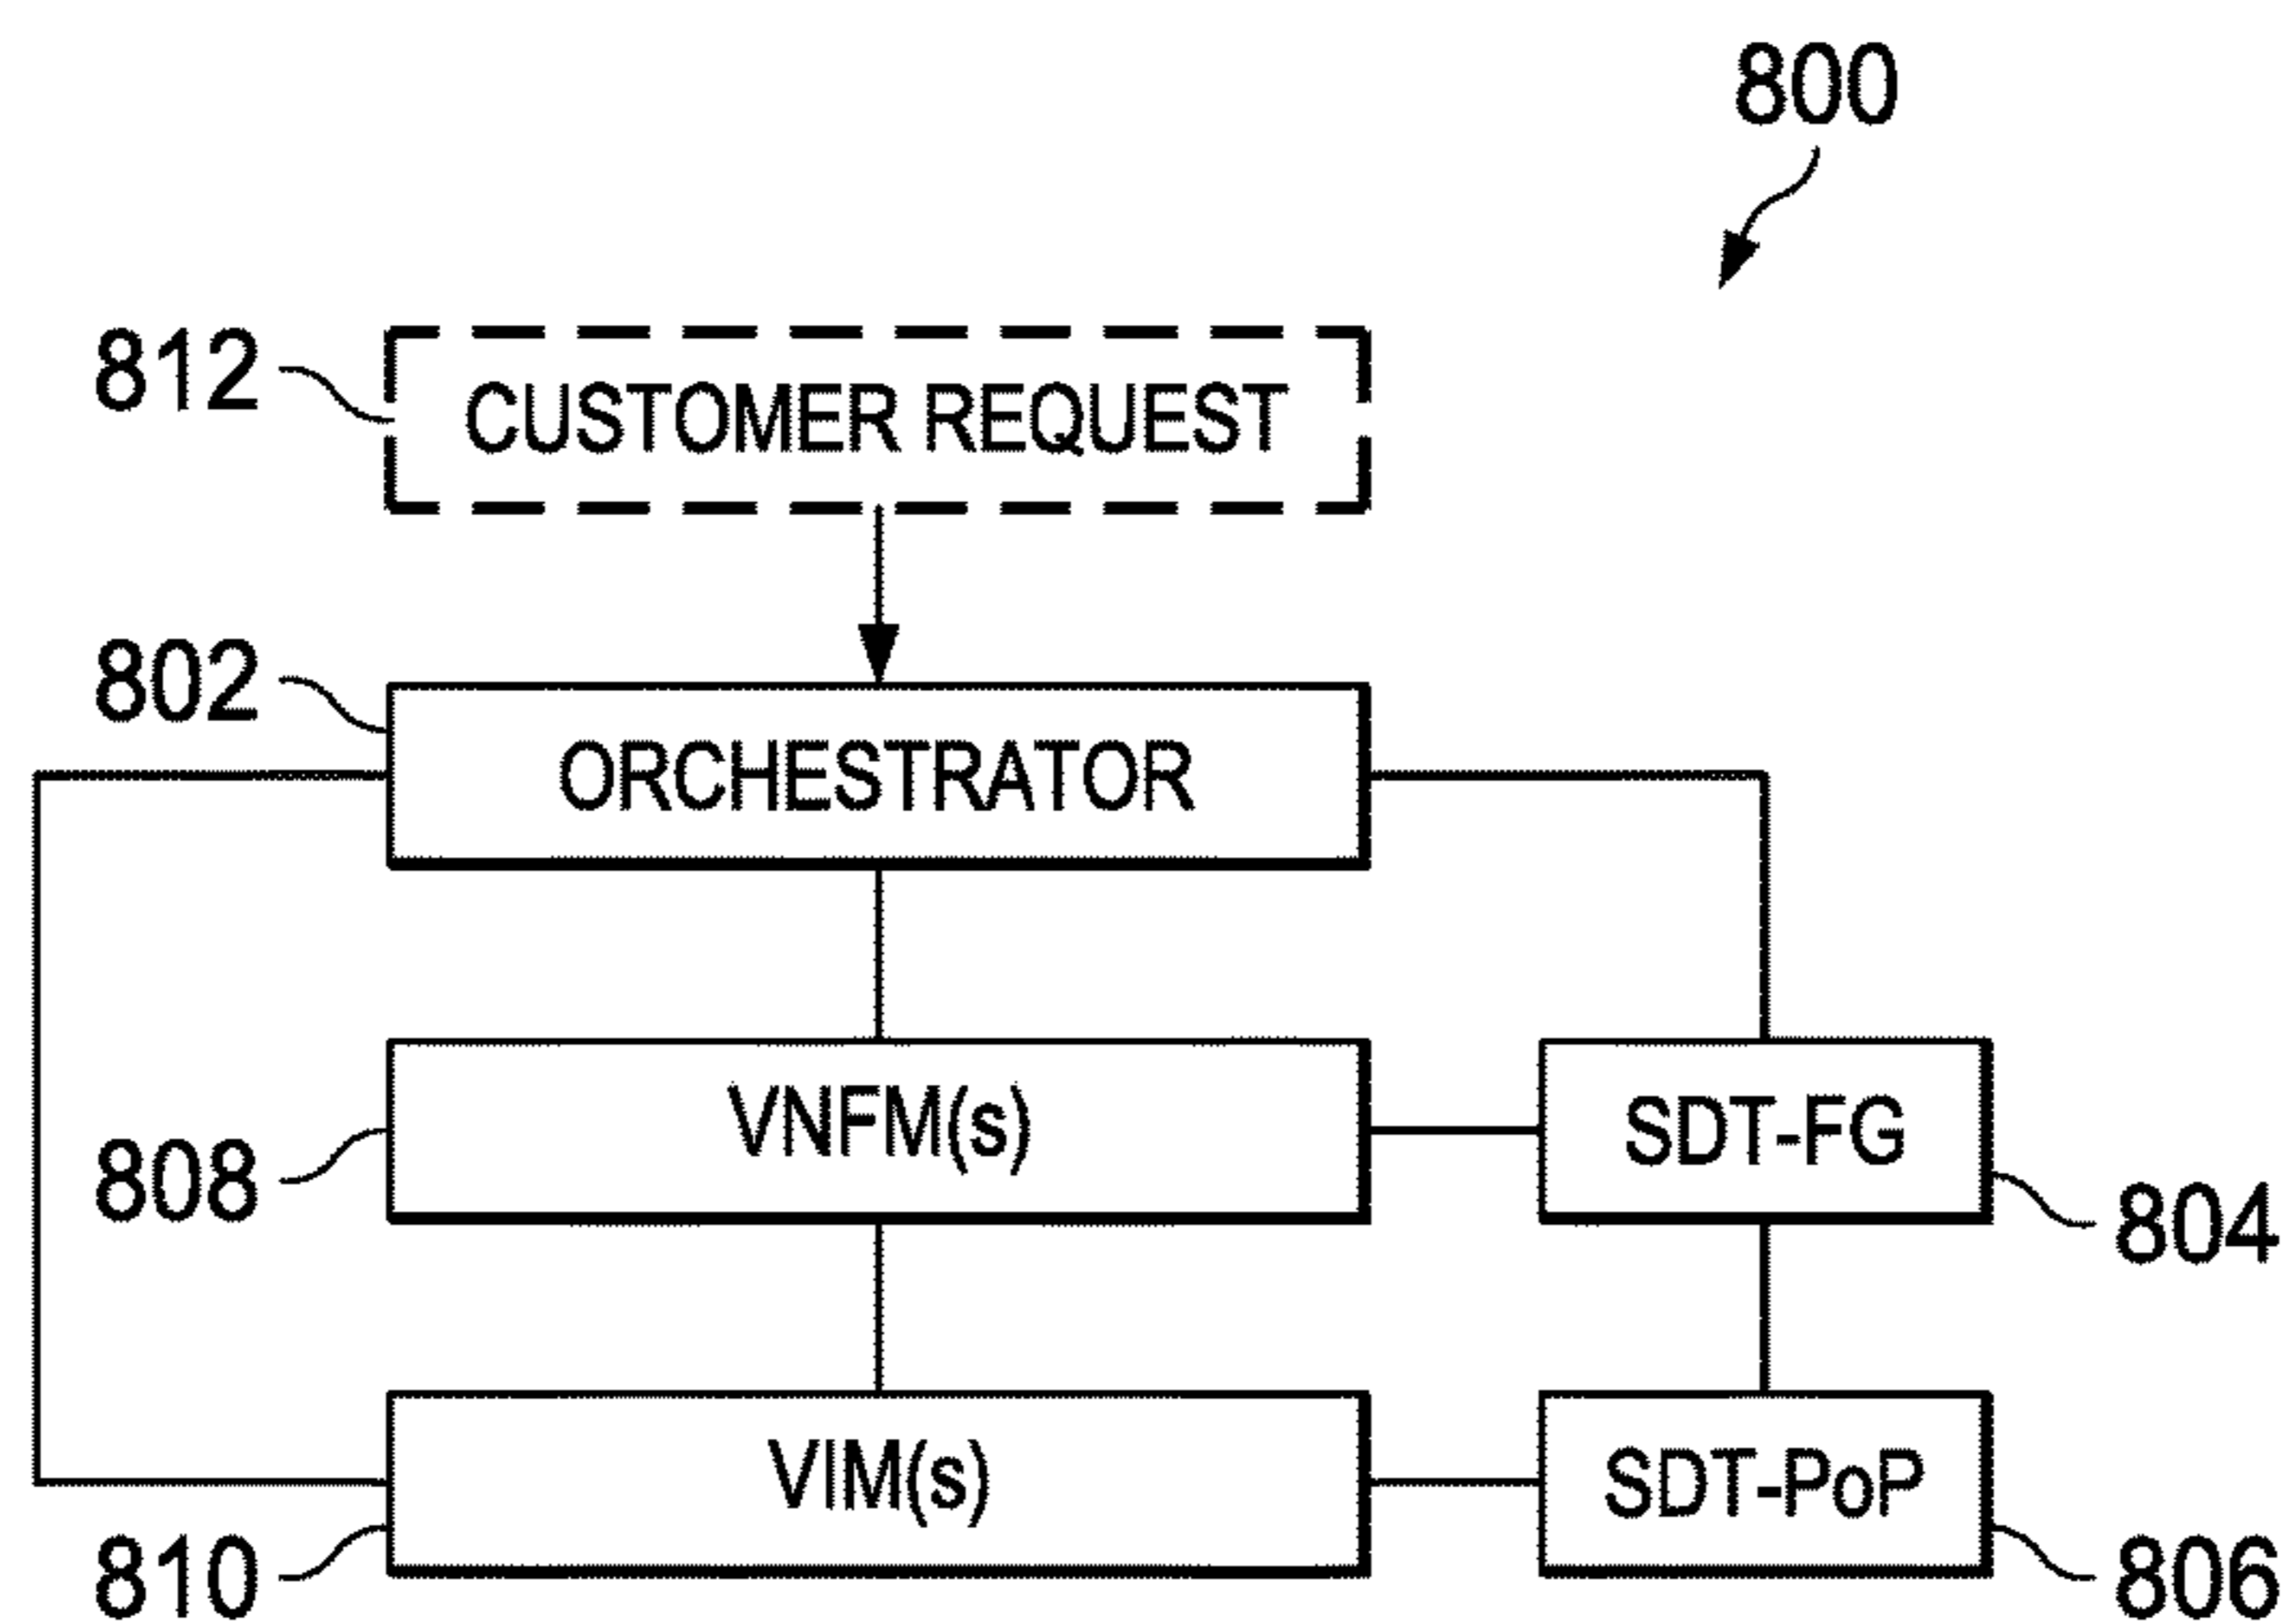 800
812
CUSTOMER REQUEST
802
ORCHESTRATOR
VNFM(s)
SDT-FG
808
804
VIM(s)
SDT-PoP
810
806